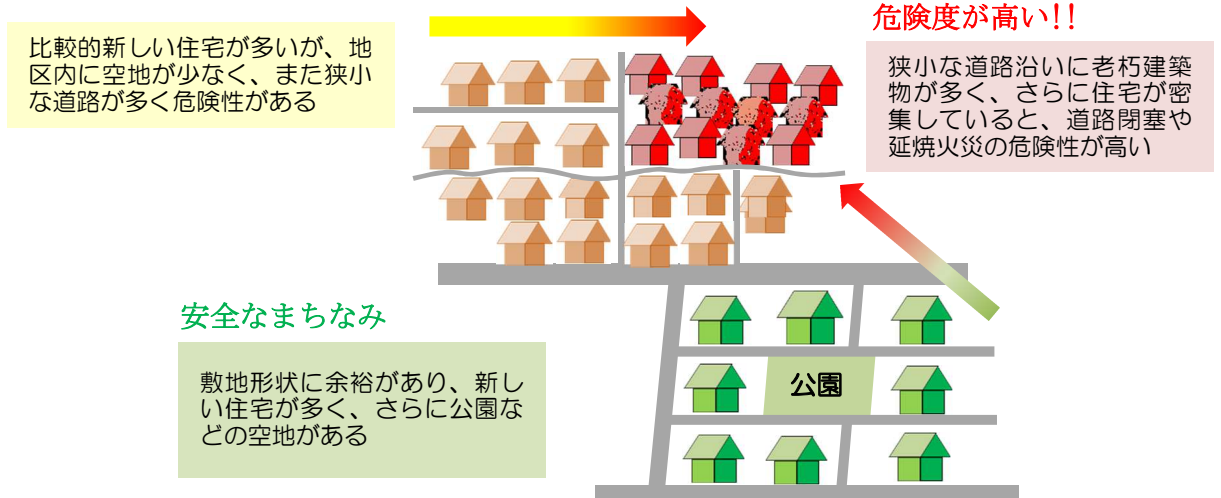 危険度が高い!!
比較的新しい住宅が多いが、地
区内に空地が少なく、また狭小
な道路が多く危険性がある
狭小な道路沿いに老朽建築
物が多く、さらに住宅が密
集していると、道路閉塞や
延焼火災の危険性が高い
安全なまちなみ
敷地形状に余裕があり、新し
い住宅が多く、さらに公園な
どの空地がある
公園